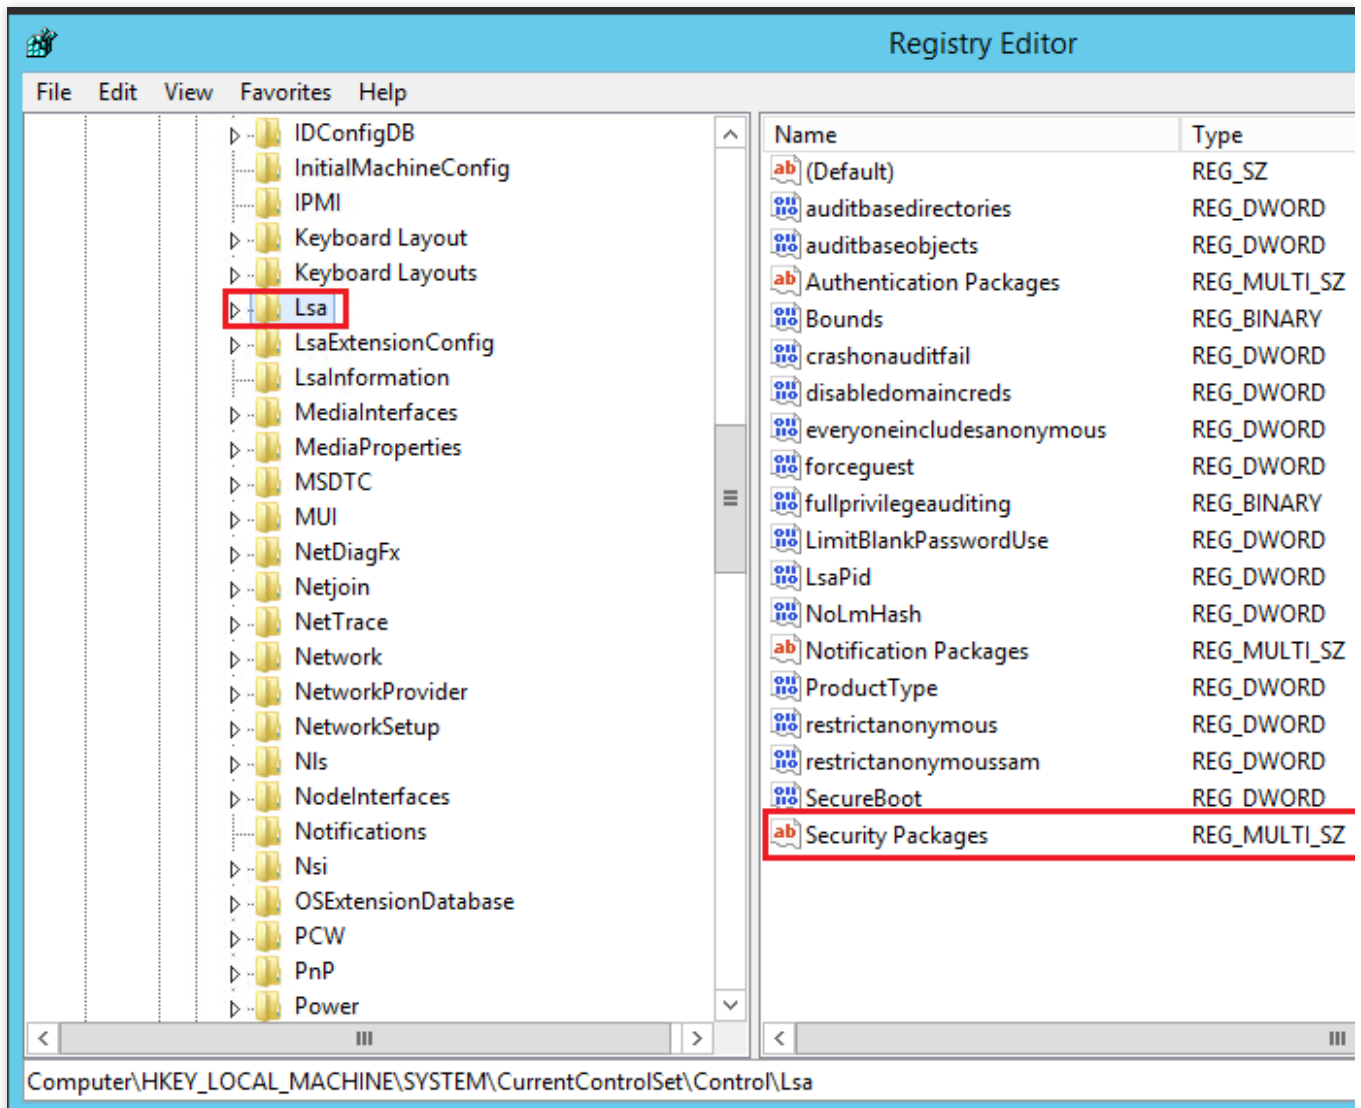 Registry Editor
File Edit View Favorites Help
IDConfigDB
InitialMachineConfig
IPMI
Keyboard Layout
Keyboard Layouts
Lsa
LsaExtensionConfig
LsaInformation
MediaInterfaces
MediaProperties
MSDTC
MUI
NetDiagFx
Netjoin
NetTrace
Network
NetworkProvider
NetworkSetup
Nls
NodeInterfaces
Notifications
Nsi
OSExtensionDatabase
PCW
PnP
Power
Name Type
(Default) REG_SZ
auditbasedirectories REG_DWORD
auditbaseobjects REG_DWORD
Authentication Packages REG_MULTI_SZ
Bounds REG_BINARY
crashonauditfail REG_DWORD
disabledomaincreds REG_DWORD
everyoneincludesanonymous REG_DWORD
forceguest REG_DWORD
fullprivilegeauditing REG_BINARY
LimitBlankPasswordUse REG_DWORD
LsaPid REG_DWORD
NoLmHash REG_DWORD
Notification Packages REG_MULTI_SZ
ProductType REG_DWORD
restrictanonymous REG_DWORD
restrictanonymoussam REG_DWORD
SecureBoot REG_DWORD
Security Packages REG_MULTI_SZ
Computer\HKEY_LOCAL_MACHINE\SYSTEM\CurrentControlSet\Control\Lsa